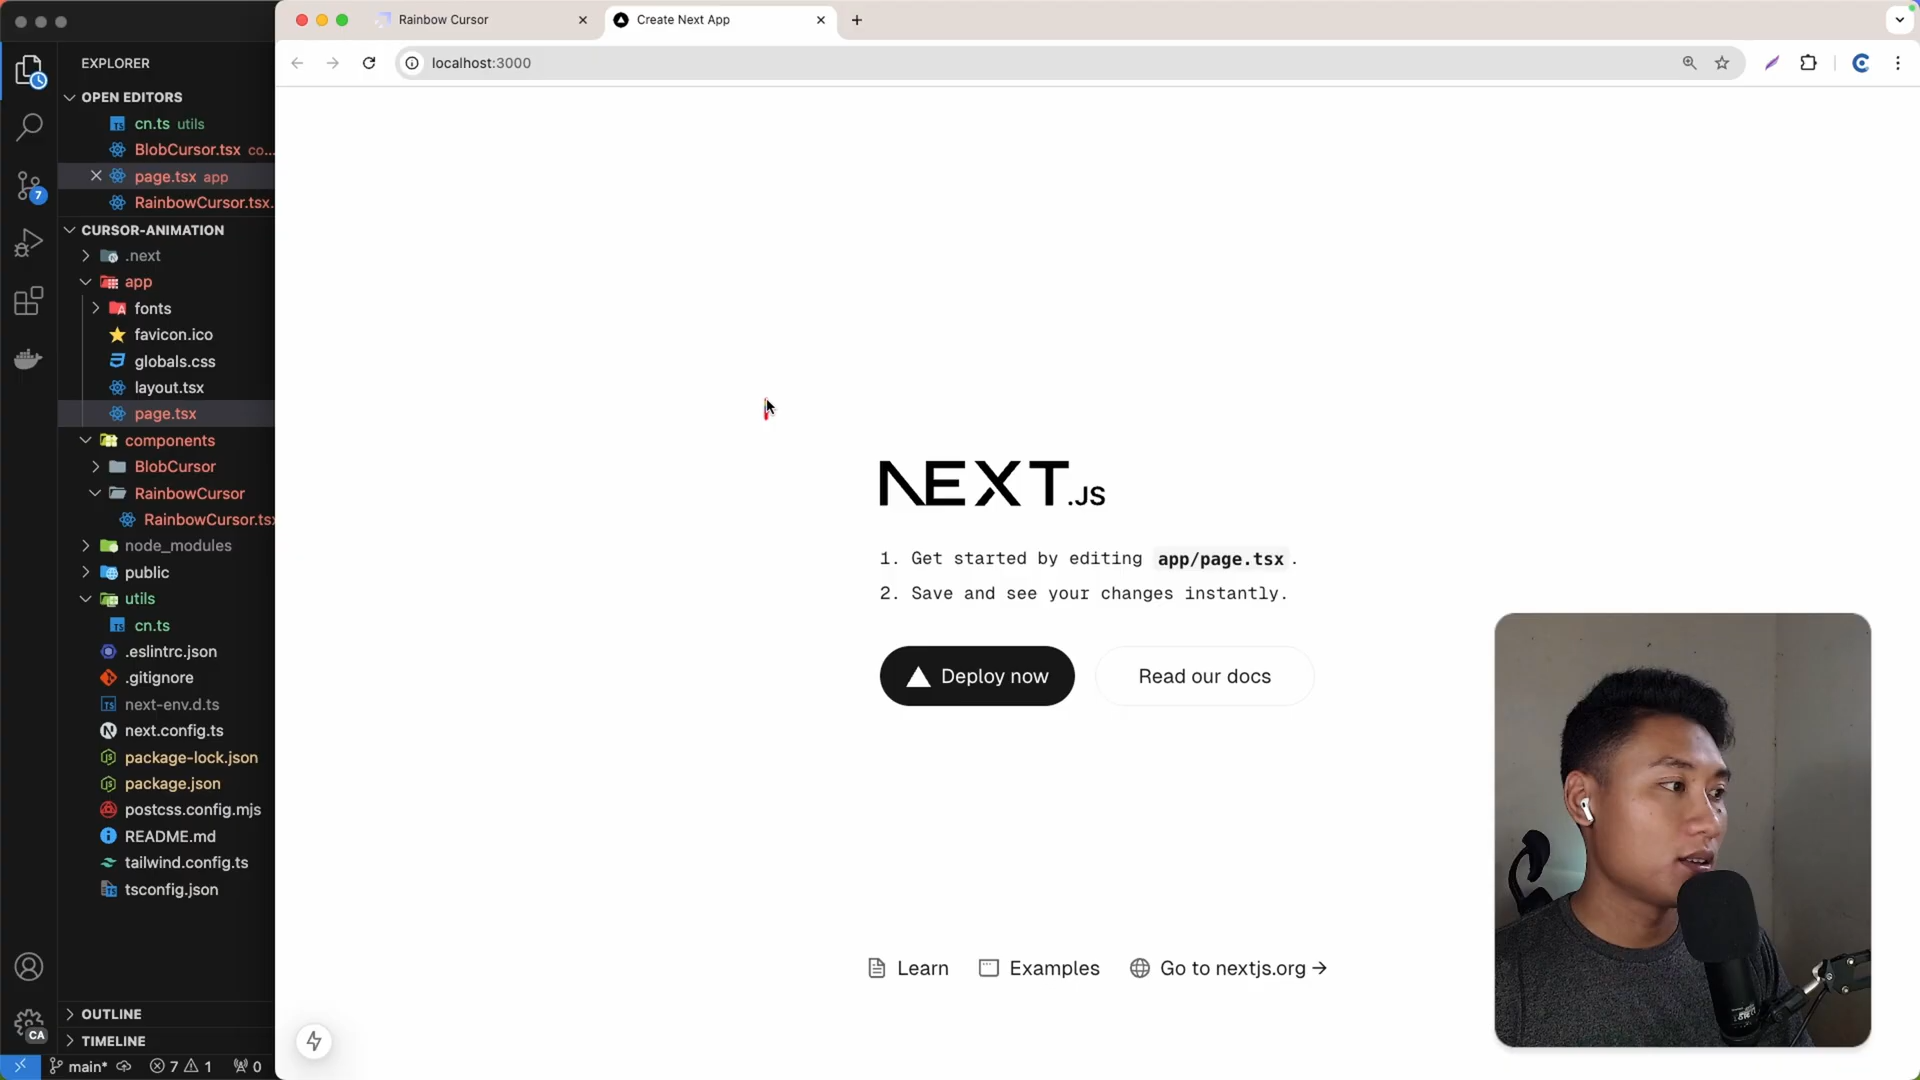 Rainbow Cursor
Create Next App
localhost:3000
EXPLORER
OPEN EDITORS
cn.ts utils
BlobCursor.tsx co...
page.tsx app
RainbowCursor.tsx.
CURSOR-ANIMATION
.next
app
fonts
favicon.ico
globals.css
layout.tsx
page.tsx
components
BlobCursor
RainbowCursor
RainbowCursor.tsx
node_modules
public
utils
cn.ts
.eslintrc.json
.gitignore
next-env.d.ts
next.config.ts
package-lock.json
package.json
postcss.config.mjs
README.md
tailwind.config.ts
tsconfig.json
OUTLINE
TIMELINE
7
CA
main* 7 1 0
NEXT.JS
1. Get started by editing app/page.tsx.
2. Save and see your changes instantly.
Deploy now
Read our docs
Learn
Examples
Go to nextjs.org →